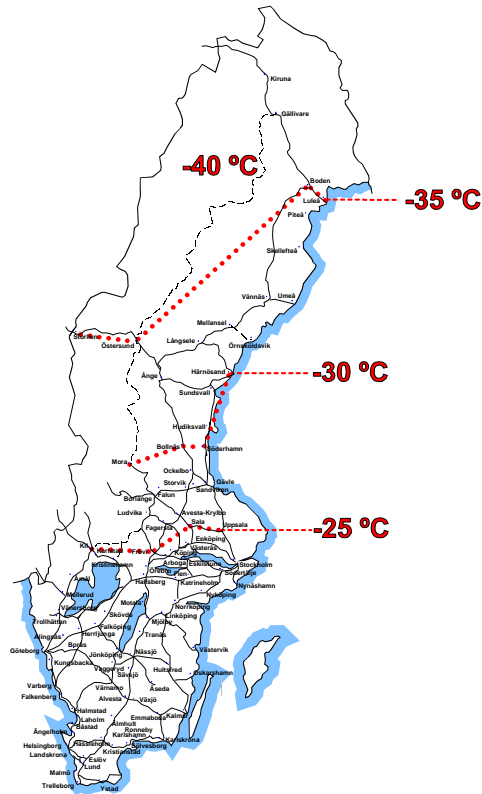 Kiruna
Gällivare
-40 ºC
Boden
Luleå
-35 ºC
Piteå
Skellefteå
Vännäs
Umeå
Mellansel
Storlien
Östersund
Långsele
Örnsköldsvik
Ånge
Härnösand
-30 ºC
Sundsvall
Hudiksvall
Bollnäs
Söderhamn
Mora
Ockelbo
Storvik
Gävle
Sandviken
Falun
Borlänge
Ludvika
Avesta-Krylbo
Fagersta
Sala
Uppsala
-25 ºC
Enköping
Kil
Karlstad
Frövi
Köping
Västerås
Kristinehamn
Örebro
Arboga
Eskilstuna
Stockholm
Flen
Södertälje
Åmål
Hallsberg
Katrineholm
Nynäshamn
Mellerud
Nyköping
Vänersborg
Motala
Norrköping
Skövde
Linköping
Trollhättan
Falköping
Mjölby
Alingsås
Herrljunga
Tranås
Göteborg
Borås
Jönköping
Nässjö
Västervik
Kungsbacka
Vaggeryd
Sävsjö
Hultsfred
Oskarshamn
Varberg
Värnamo
Åseda
Falkenberg
Alvesta
Växjö
Halmstad
Laholm
Emmaboda
Kalmar
Båstad
Älmhult
Ronneby
Ängelholm
Karlshamn
Karlskrona
Helsingborg
Hässleholm
Sölvesborg
Landskrona
Kristianstad
Eslöv
Lund
Malmö
Trelleborg
Ystad